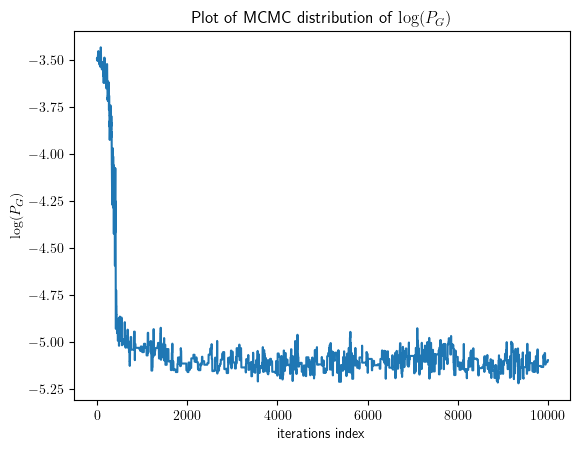 Plot of MCMC distribution of log(P_G)
log(P_G)
−3.50
−3.75
−4.00
−4.25
−4.50
−4.75
−5.00
−5.25
0 2000 4000 6000 8000 10000
iterations index